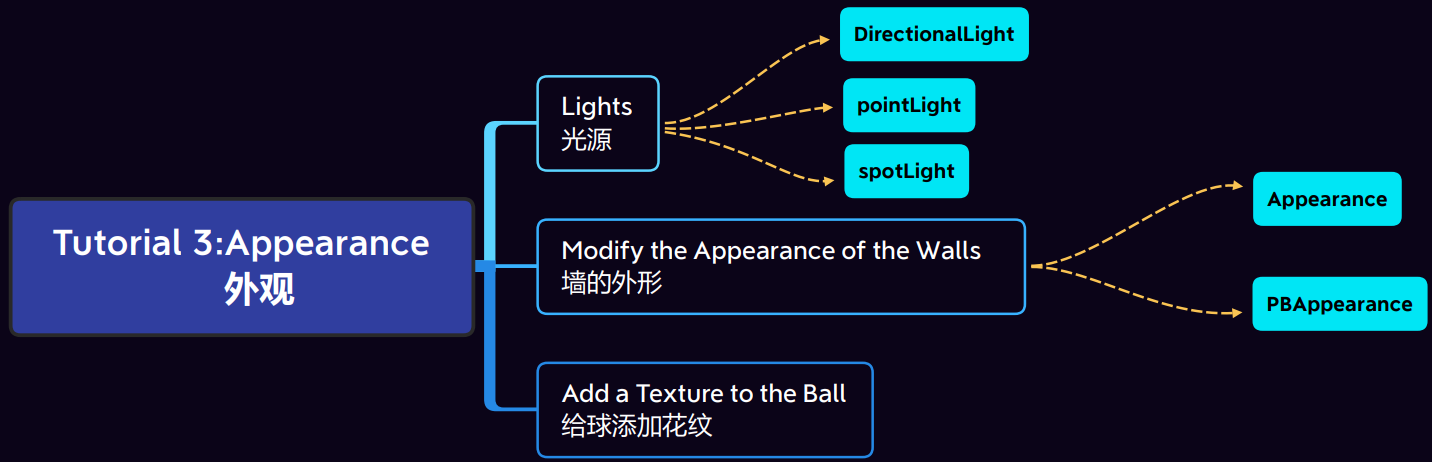 Tutorial 3:Appearance
外观
Lights
光源
DirectionalLight
pointLight
spotLight
Modify the Appearance of the Walls
墙的外形
Appearance
PBAppearance
Add a Texture to the Ball
给球添加花纹